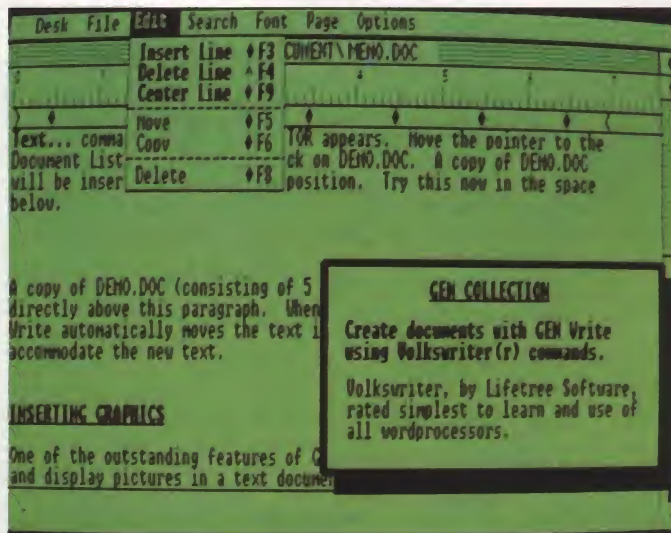 Desk File Edit Search Font Page Options
CUMENT\MEMO.DOC
Insert Line ♦F3
Delete Line ^F4
Center Line ♦F9
Move ♦F5
Copy ♦F6
Delete ♦F8
4 5
Text... comma TOR appears. Move the pointer to the
Document List ck on DEMO.DOC. A copy of DEMO.DOC
will be inser position. Try this now in the space
below.
A copy of DEMO.DOC (consisting of 5
directly above this paragraph. When
Write automatically moves the text i
accommodate the new text.
INSERTING GRAPHICS
One of the outstanding features of G
and display pictures in a text documen
GEM COLLECTION
Create documents with GEM Write
using Volkswriter(r) commands.
Volkswriter, by Lifetree Software,
rated simplest to learn and use of
all wordprocessors.